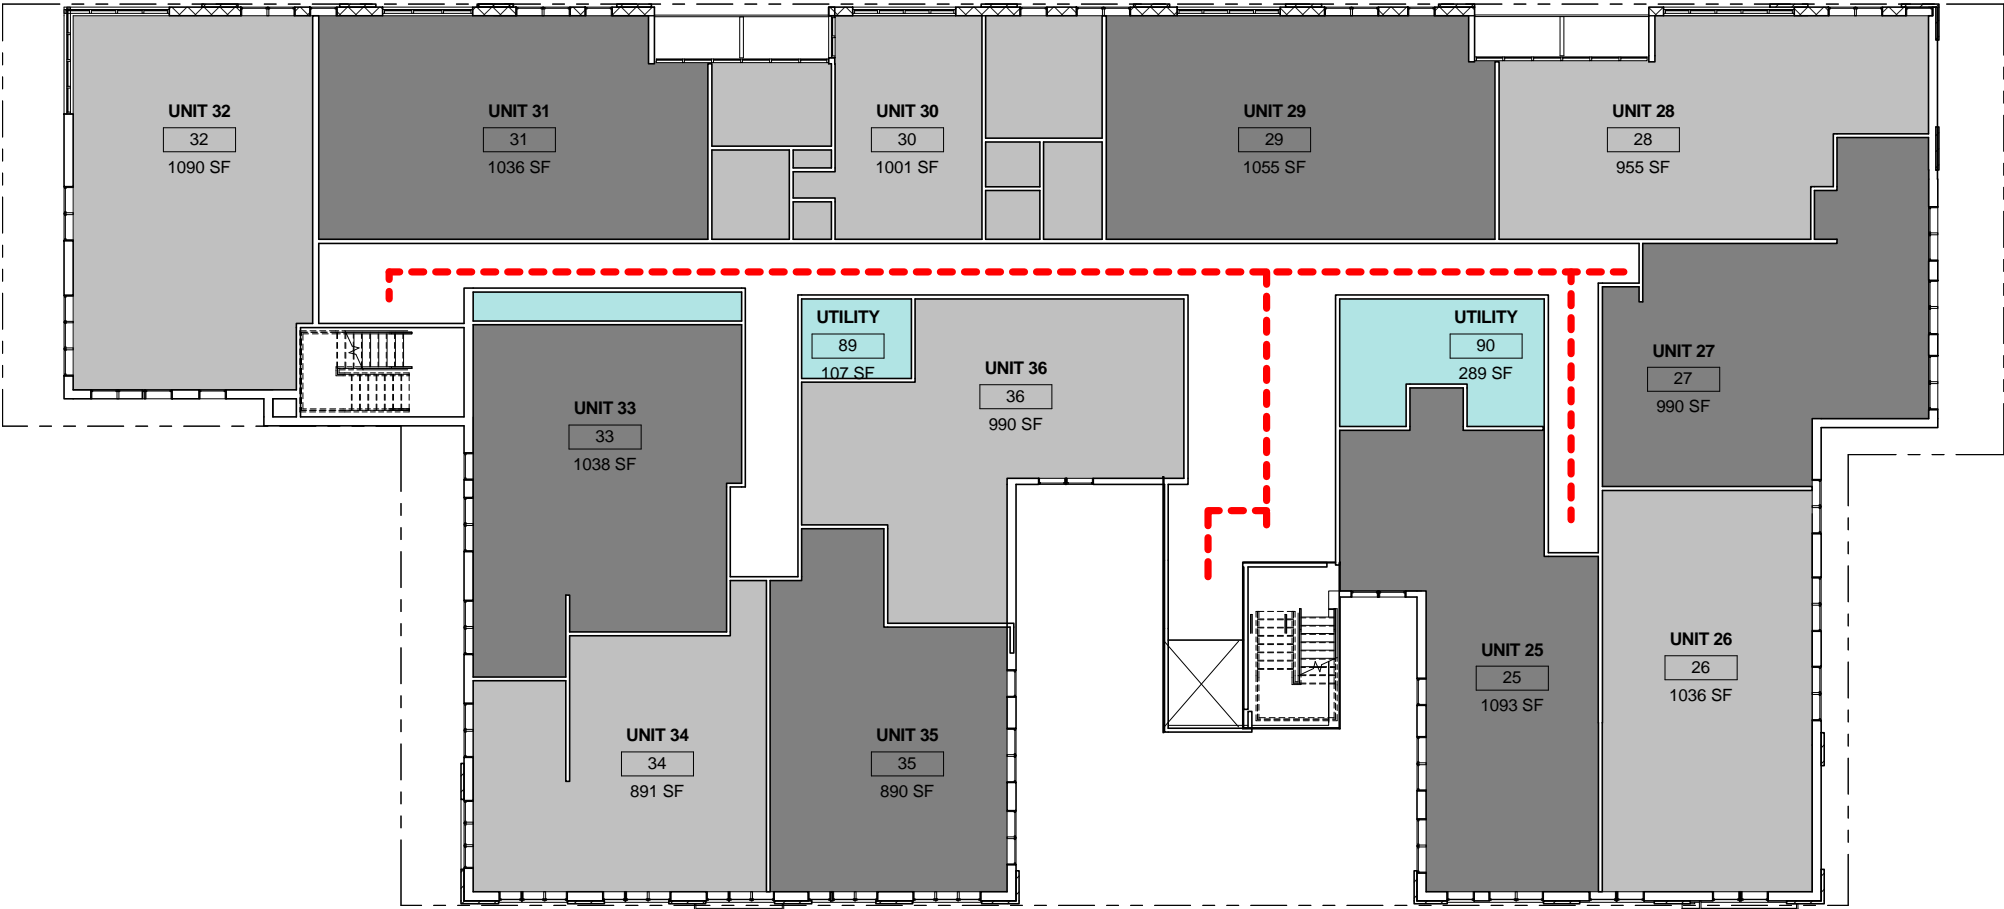 UNIT 32
32
1090 SF
UNIT 31
31
1036 SF
UNIT 30
30
1001 SF
UNIT 29
29
1055 SF
UNIT 28
28
955 SF
UTILITY
89
107 SF
UNIT 36
36
990 SF
UTILITY
90
289 SF
UNIT 27
27
990 SF
UNIT 33
33
1038 SF
UNIT 34
34
891 SF
UNIT 35
35
890 SF
UNIT 25
25
1093 SF
UNIT 26
26
1036 SF